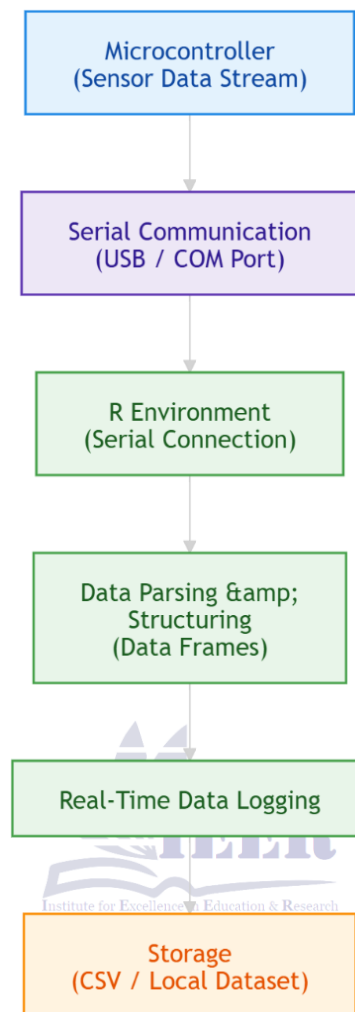 Microcontroller
(Sensor Data Stream)
Serial Communication
(USB / COM Port)
R Environment
(Serial Connection)
Data Parsing &amp;
Structuring
(Data Frames)
Real-Time Data Logging
IEER
Institute for Excellence in Education & Research
Storage
(CSV / Local Dataset)